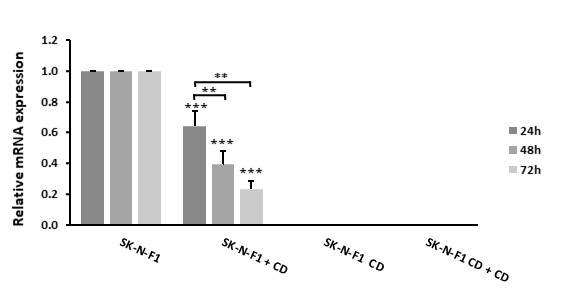 Relative mRNA expression
1.2
1.0
0.8
0.6
0.4
0.2
0.0
**
**
***
***
***
24h
48h
72h
SK-N-F1
SK-N-F1 + CD
SK-N-F1 CD
SK-N-F1 CD + CD